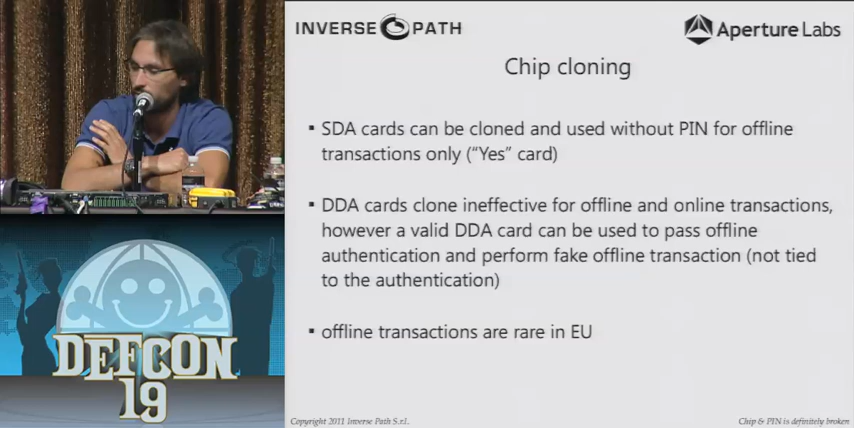 INVERSE PATH
Aperture Labs
Chip cloning
▪ SDA cards can be cloned and used without PIN for offline
transactions only ("Yes" card)
▪ DDA cards clone ineffective for offline and online transactions,
however a valid DDA card can be used to pass offline
authentication and perform fake offline transaction (not tied
to the authentication)
▪ offline transactions are rare in EU
DEFCON
19
Copyright 2011 Inverse Path S.r.l.
Chip & PIN is definitely broken